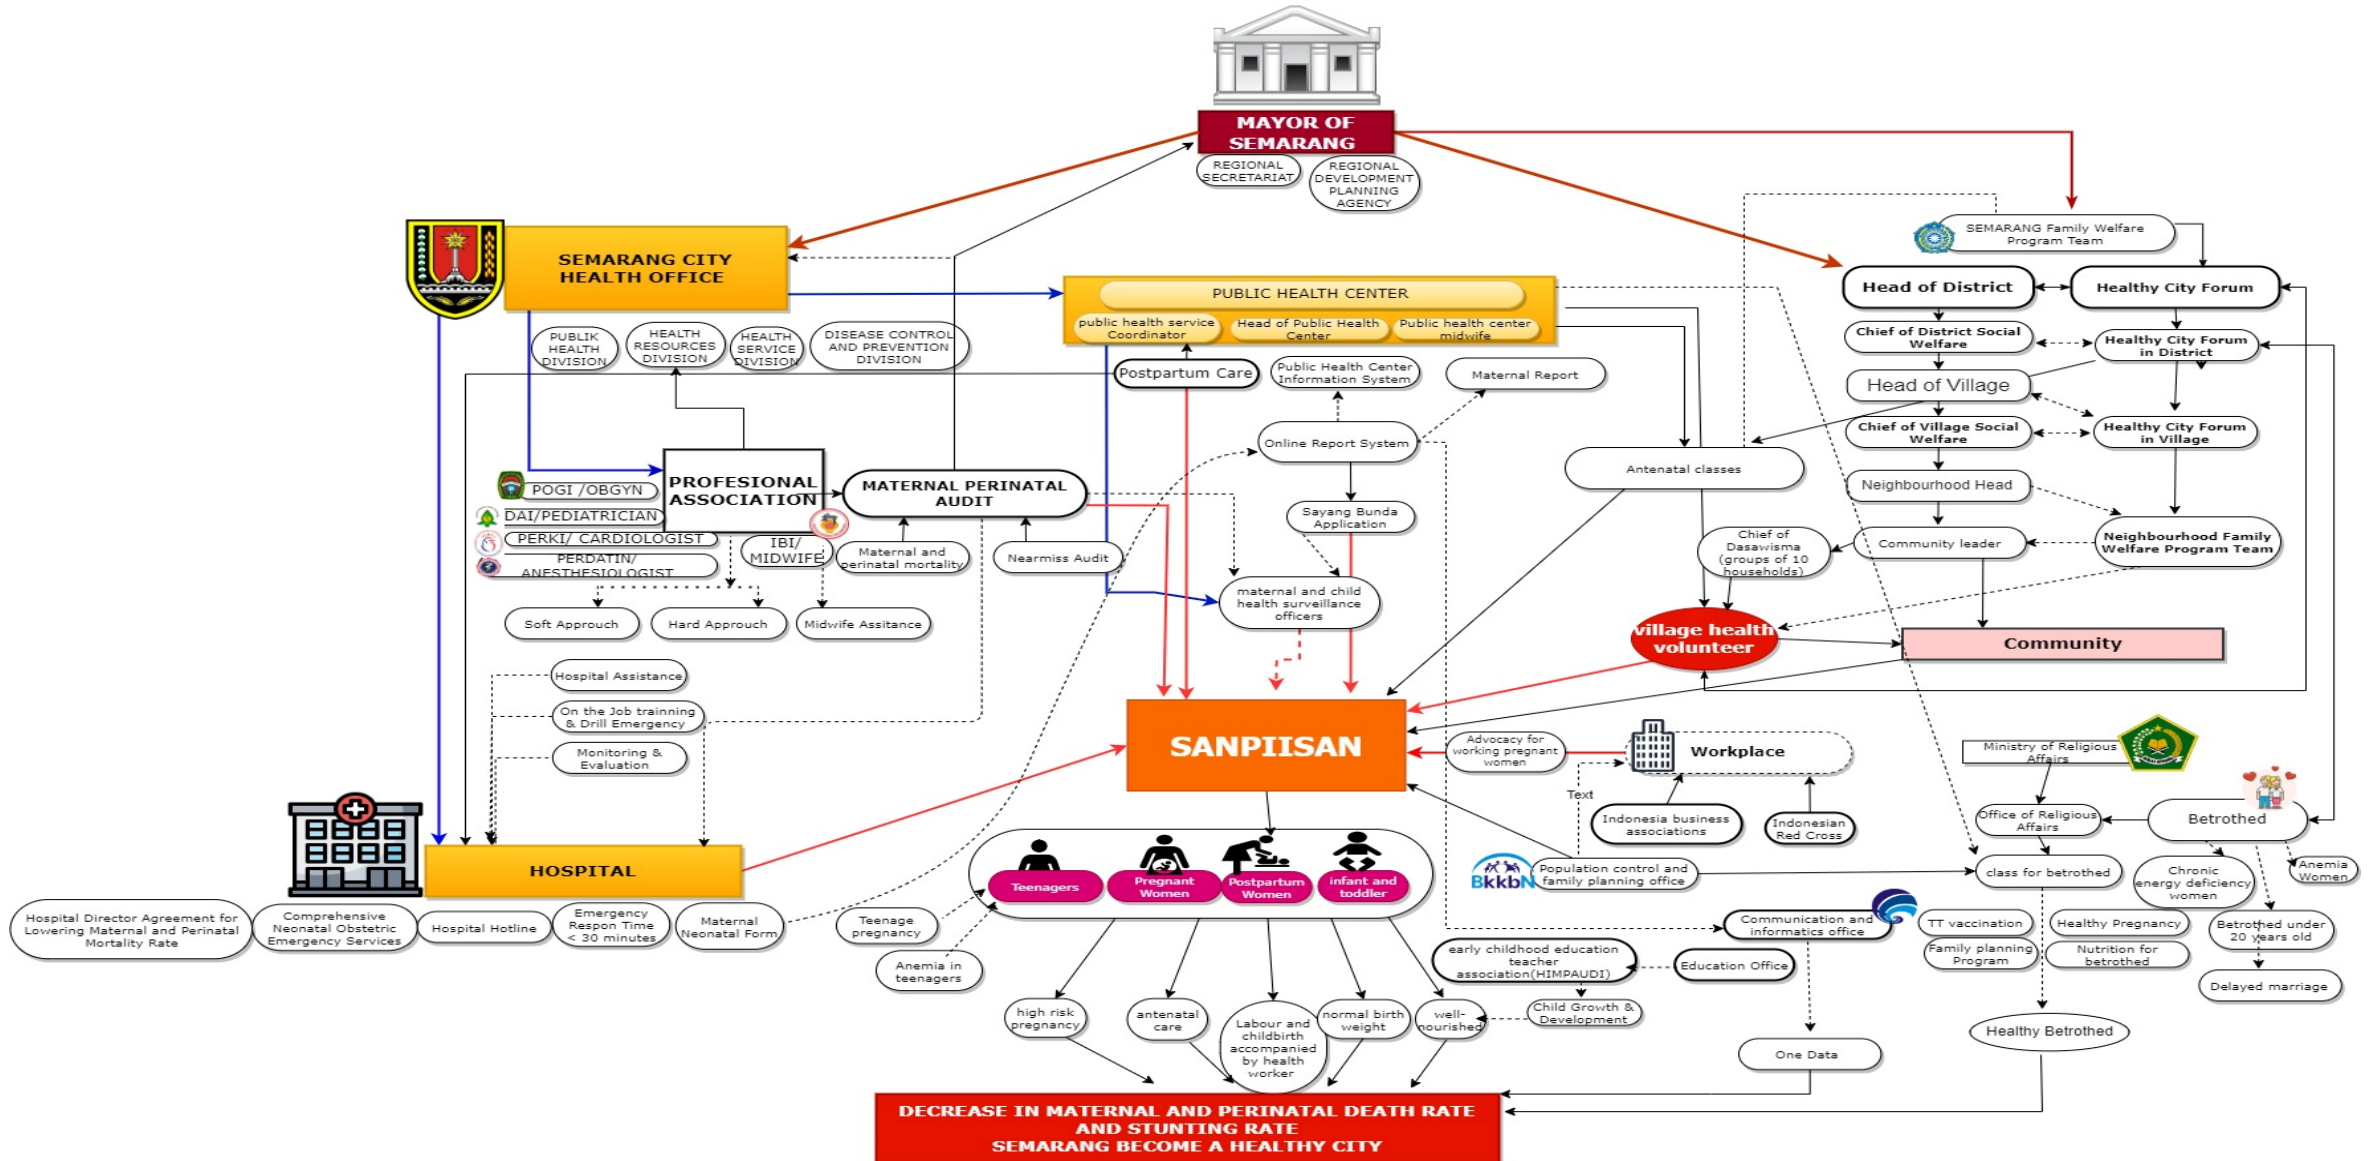 MAYOR OF
SEMARANG
REGIONAL
SECRETARIAT
REGIONAL
DEVELOPMENT
PLANNING
AGENCY
SEMARANG Family Welfare
Program Team
SEMARANG CITY
HEALTH OFFICE
PUBLIC HEALTH CENTER
public health service
Coordinator
Head of Public Health
Center
Public health center
midwife
Head of District
Healthy City Forum
PUBLIK
HEALTH
DIVISION
HEALTH
RESOURCES
DIVISION
HEALTH
SERVICE
DIVISION
DISEASE CONTROL
AND PREVENTION
DIVISION
Chief of District Social
Welfare
Healthy City Forum
in District
Postpartum Care
Public Health Center
Information System
Maternal Report
Head of Village
Online Report System
Chief of Village Social
Welfare
Healthy City Forum
in Village
Antenatal classes
PROFESIONAL
ASSOCIATION
MATERNAL PERINATAL
AUDIT
Neighbourhood Head
POGI /OBGYN
DAI/PEDIATRICIAN
PERKI/ CARDIOLOGIST
PERDATIN/
ANESTHESIOLOGIST
IBI/
MIDWIFE
Maternal and
perinatal mortality
Nearmiss Audit
Sayang Bunda
Application
Chief of
Dasawisma
(groups of 10
households)
Community leader
Neighbourhood Family
Welfare Program Team
maternal and child
health surveillance
officers
Soft Approuch
Hard Approuch
Midwife Assitance
village health
volunteer
Community
Hospital Assistance
On the Job trainning
& Drill Emergency
Monitoring &
Evaluation
SANPIISAN
Advocacy for
working pregnant
women
Workplace
Ministry of Religious
Affairs
Text
Indonesia business
associations
Indonesian
Red Cross
Office of Religious
Affairs
Betrothed
HOSPITAL
BkkbN
Population control and
family planning office
class for betrothed
Chronic
energy deficiency
women
Anemia
Women
Teenagers
Pregnant
Women
Postpartum
Women
infant and
toddler
Hospital Director Agreement for
Lowering Maternal and Perinatal
Mortality Rate
Comprehensive
Neonatal Obstetric
Emergency Services
Hospital Hotline
Emergency
Respon Time
< 30 minutes
Maternal
Neonatal Form
Teenage
pregnancy
Anemia in
teenagers
Communication and
informatics office
TT vaccination
Healthy Pregnancy
Family planning
Program
Nutrition for
betrothed
Betrothed under
20 years old
Delayed marriage
early childhood education
teacher
association(HIMPAUDI)
Education Office
Child Growth &
Development
high risk
pregnancy
antenatal
care
Labour and
childbirth
accompanied
by health
worker
normal birth
weight
well-
nourished
Healthy Betrothed
One Data
DECREASE IN MATERNAL AND PERINATAL DEATH RATE
AND STUNTING RATE
SEMARANG BECOME A HEALTHY CITY